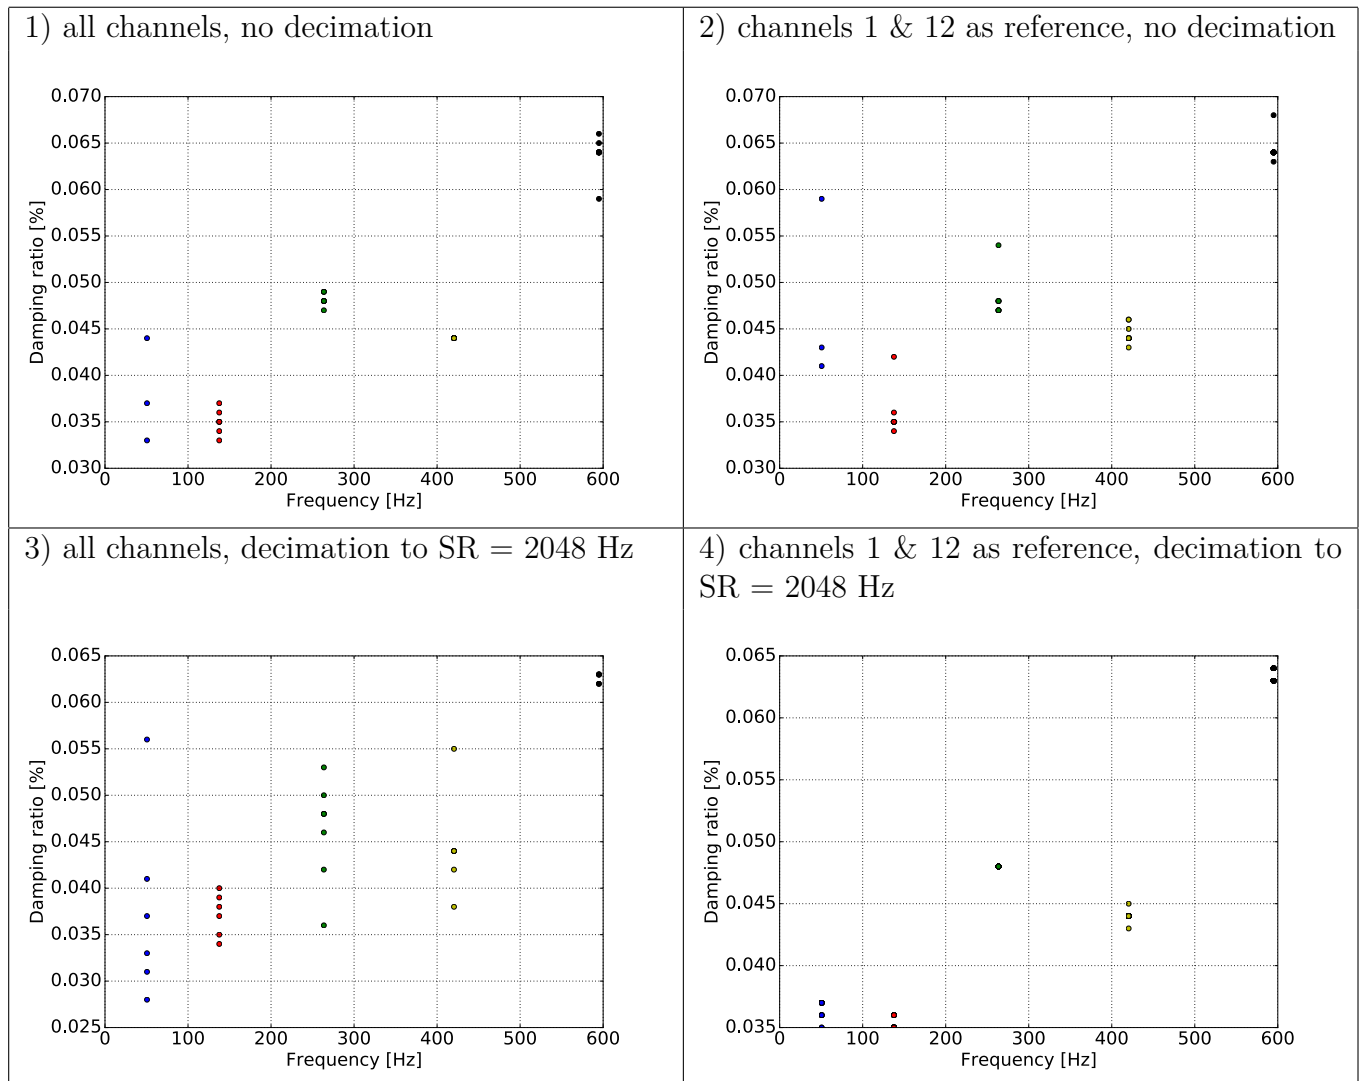 1) all channels, no decimation
0.070
0.065
0.060
0.055
0.050
0.045
0.040
0.035
0.030
Damping ratio [%]
0 100 200 300 400 500 600
Frequency [Hz]
2) channels 1 & 12 as reference, no decimation
0.070
0.065
0.060
0.055
0.050
0.045
0.040
0.035
0.030
Damping ratio [%]
0 100 200 300 400 500 600
Frequency [Hz]
3) all channels, decimation to SR = 2048 Hz
0.065
0.060
0.055
0.050
0.045
0.040
0.035
0.030
0.025
Damping ratio [%]
0 100 200 300 400 500 600
Frequency [Hz]
4) channels 1 & 12 as reference, decimation to
SR = 2048 Hz
0.065
0.060
0.055
0.050
0.045
0.040
0.035
Damping ratio [%]
0 100 200 300 400 500 600
Frequency [Hz]